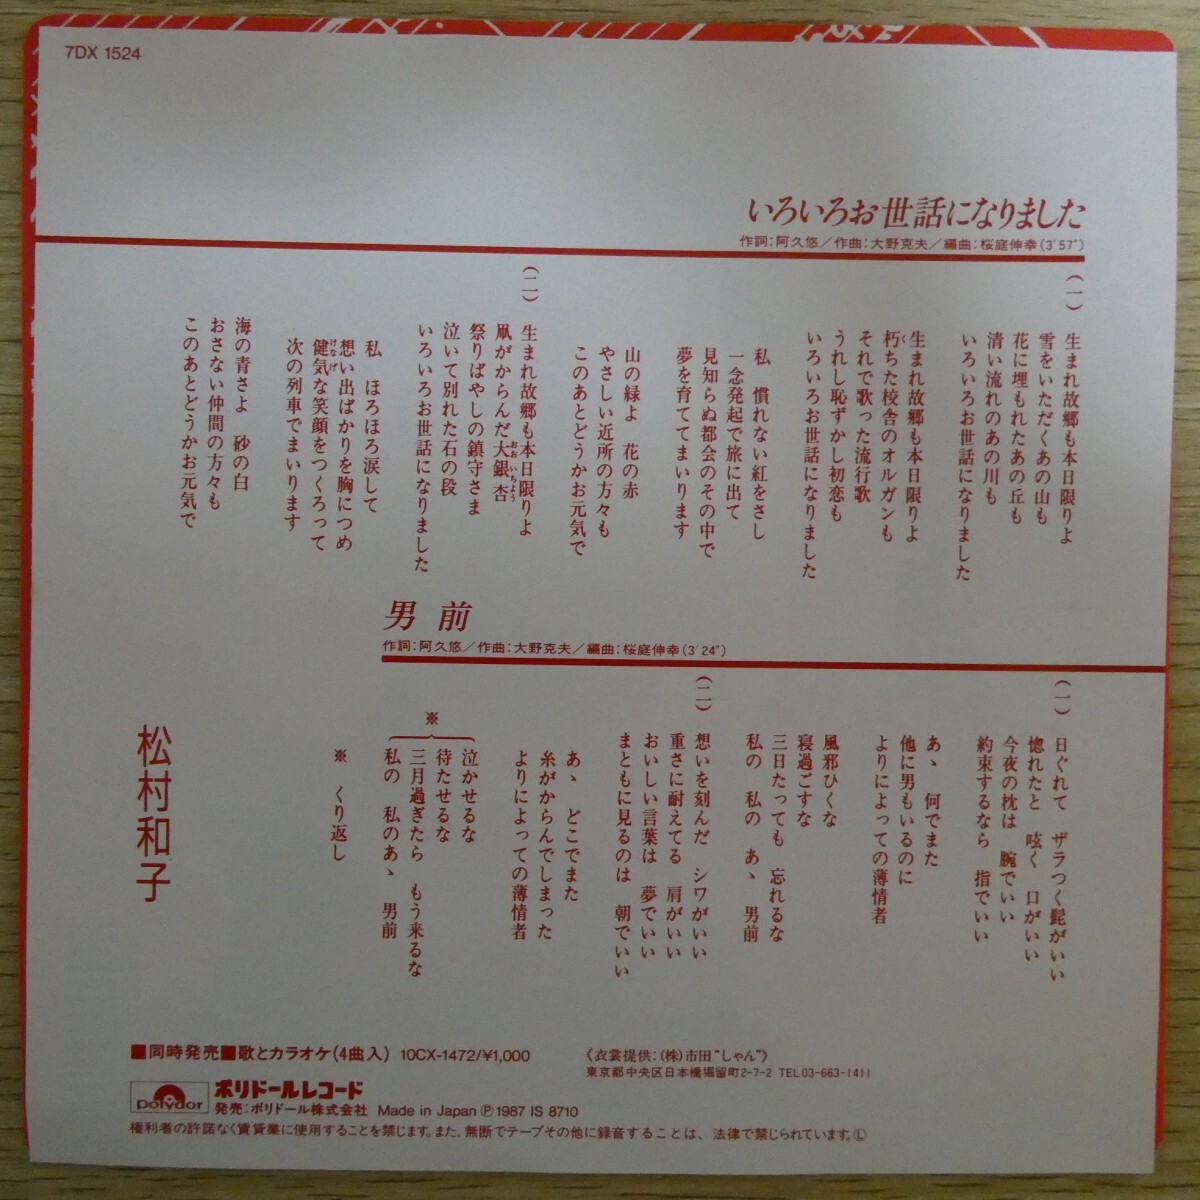 7DX 1524
いろいろお世話になりました
作詞:阿久悠/作曲:大野克夫/編曲:桜庭伸幸(3′57″)
(一)
生まれ故郷も本日限りよ
雪をいただくあの山も
花に埋もれたあの丘も
清い流れのあの川も
いろいろお世話になりました
生まれ故郷も本日限りよ
朽ちた校舎のオルガンも
く
それで歌った流行歌
うれし恥ずかし初恋も
いろいろお世話になりました
私 慣れない紅をさし
一念発起で旅に出て
見知らぬ都会のその中で
夢を育ててまいります
山の緑よ 花の赤
やさしい近所の方々も
このあとどうかお元気で
(二)
生まれ故郷も本日限りよ
凧がからんだ大銀杏
おおいちよう
祭りばやしの鎮守さま
泣いて別れた石の段
いろいろお世話になりました
私 ほろほろ涙して
想い出ばかりを胸につめ
健気な笑顔をつくろって
けなげ
次の列車でまいります
海の青さよ 砂の白
おさない仲間の方々も
このあとどうかお元気で
男前
作詞:阿久悠/作曲:大野克夫/編曲:桜庭伸幸(3′24″)
(一)
日ぐれて ザラつく髭がいい
惚れたと 呟く 口がいい
今夜の枕は 腕でいい
約束するなら 指でいい
あゝ 何でまた
他に男もいるのに
よりによっての薄情者
風邪ひくな
寝過ごすな
三日たっても 忘れるな
私の 私の あゝ 男前
(二)
想いを刻んだ シワがいい
重さに耐えてる 肩がいい
おいしい言葉は 夢でいい
まともに見るのは 朝でいい
あゝ どこでまた
糸がからんでしまった
よりによっての薄情者
※
泣かせるな
待たせるな
三月過ぎたら もう来るな
私の 私のあゝ 男前
※ くり返し
松村和子
■同時発売■歌とカラオケ(4曲入) 10CX-1472/¥1,000
《衣裳提供:(株)市田“しゃん”》
東京都中央区日本橋堀留町2-7-2 TEL03-663-1411
polydor
ポリドールレコード
発売:ポリドール株式会社 Made in Japan Ⓟ1987 IS 8710
権利者の許諾なく賃貸業に使用することを禁じます。また、無断でテープその他に録音することは、法律で禁じられています。Ⓛ